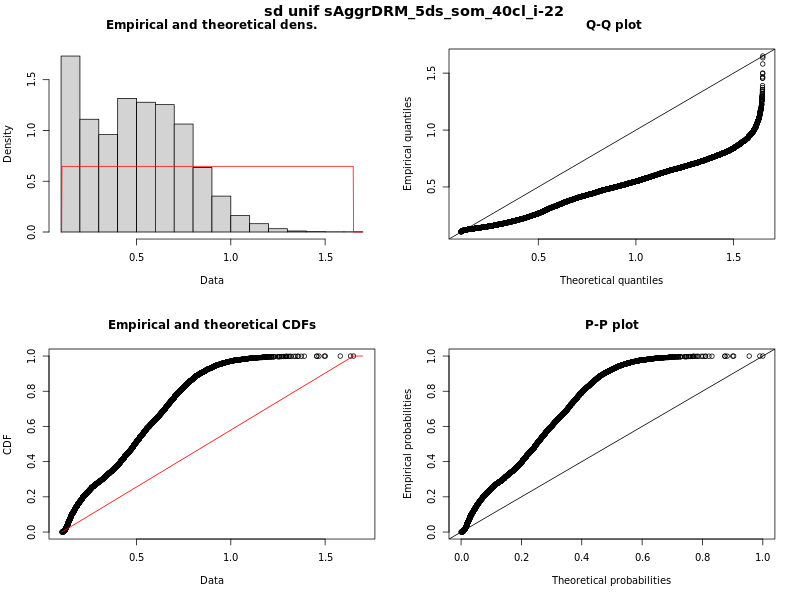 sd unif sAggrDRM_5ds_som_40cl_i-22
Empirical and theoretical dens.
Density
0.0 0.5 1.0 1.5
0.5 1.0 1.5
Data
Q-Q plot
Empirical quantiles
0.5 1.0 1.5
0.5 1.0 1.5
Theoretical quantiles
Empirical and theoretical CDFs
CDF
0.0 0.2 0.4 0.6 0.8 1.0
0.5 1.0 1.5
Data
P-P plot
Empirical probabilities
0.0 0.2 0.4 0.6 0.8 1.0
0.0 0.2 0.4 0.6 0.8 1.0
Theoretical probabilities